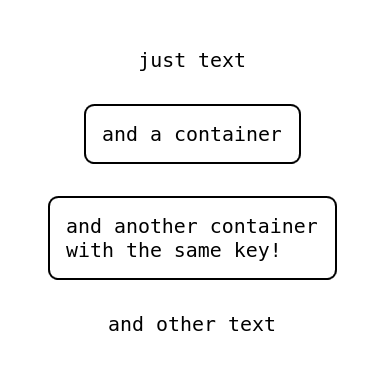 just text
and a container
and another container
with the same key!
and other text